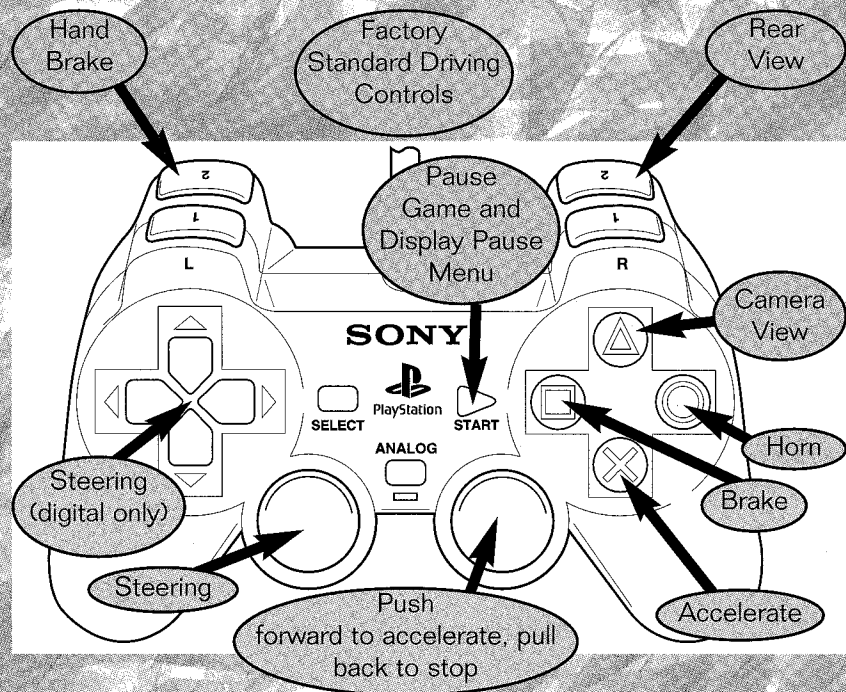 Hand
Brake
Factory
Standard Driving
Controls
Rear
View
2
1
L
Pause
Game and
Display Pause
Menu
2
1
R
Camera
View
SONY
PlayStation
SELECT
START
ANALOG
Horn
Steering
(digital only)
Brake
Steering
Push
forward to accelerate, pull
back to stop
Accelerate